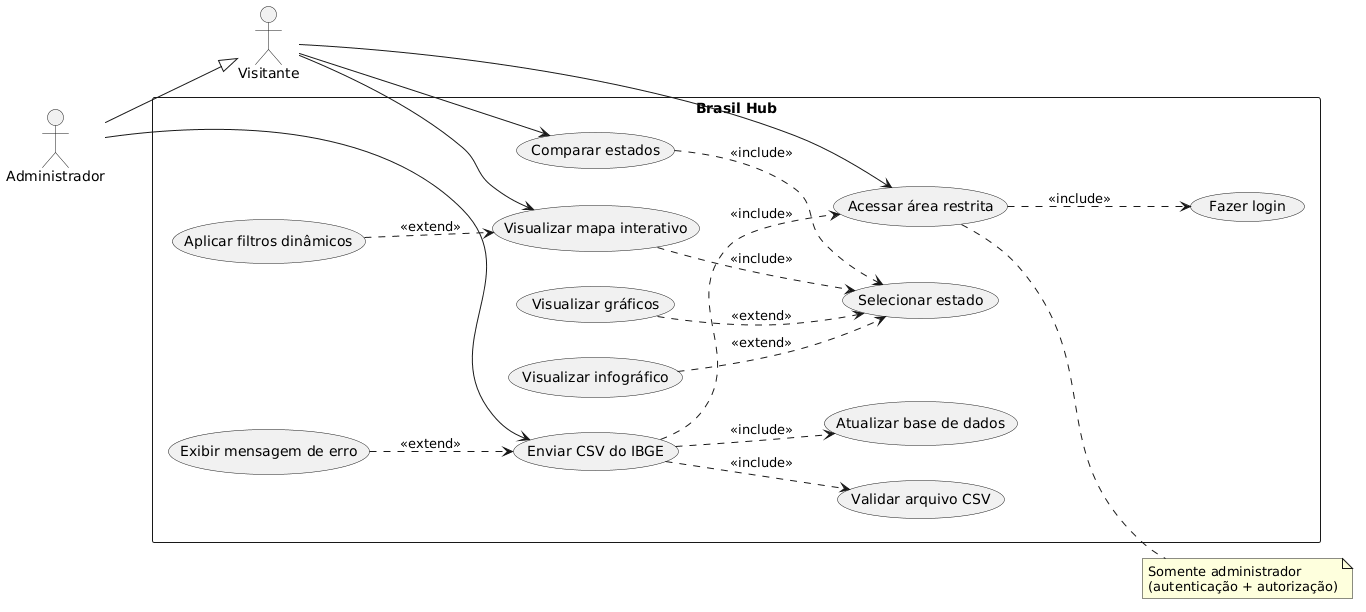 Visitante
Administrador
Brasil Hub
Comparar estados
«include»
Acessar área restrita
«include»
Fazer login
Aplicar filtros dinâmicos
«extend»
Visualizar mapa interativo
«include»
«include»
Visualizar gráficos
«extend»
Selecionar estado
Visualizar infográfico
«extend»
Exibir mensagem de erro
«extend»
Enviar CSV do IBGE
«include»
Atualizar base de dados
«include»
Validar arquivo CSV
Somente administrador
(autenticação + autorização)